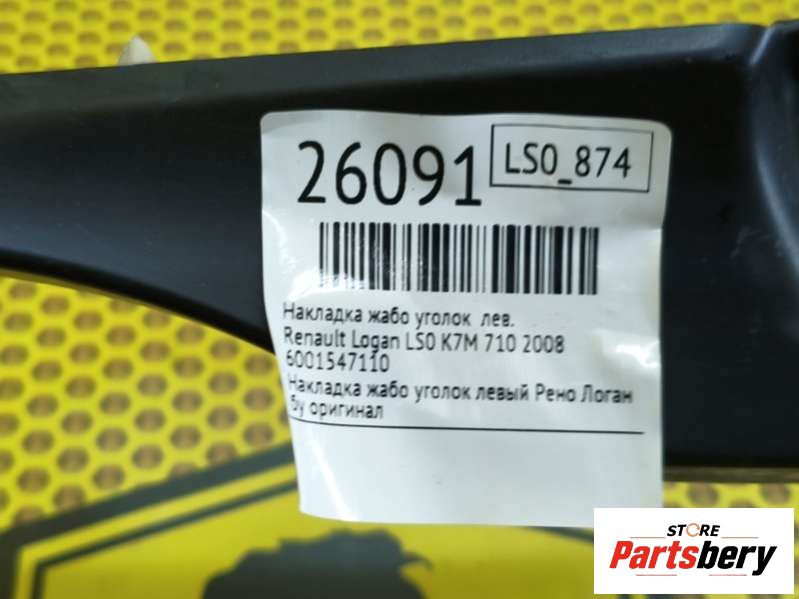 26091
LS0_874
Накладка жабо уголок лев.
Renault Logan LS0 K7M 710 2008
6001547110
Накладка жабо уголок левый Рено Логан
бу оригинал
STORE
Partsbery